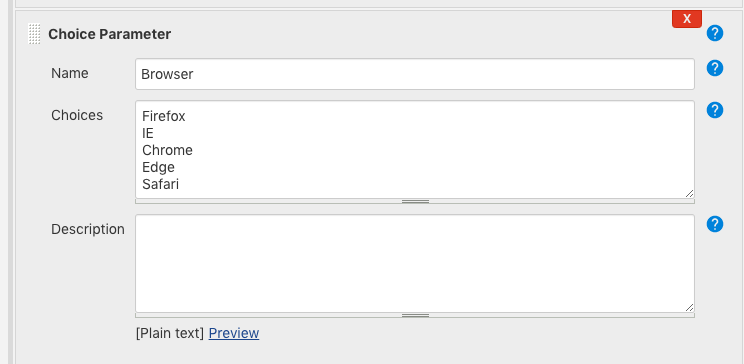 X
Choice Parameter ?
Name Browser ?
Choices Firefox ?
IE
Chrome
Edge
Safari
Description ?
[Plain text] Preview